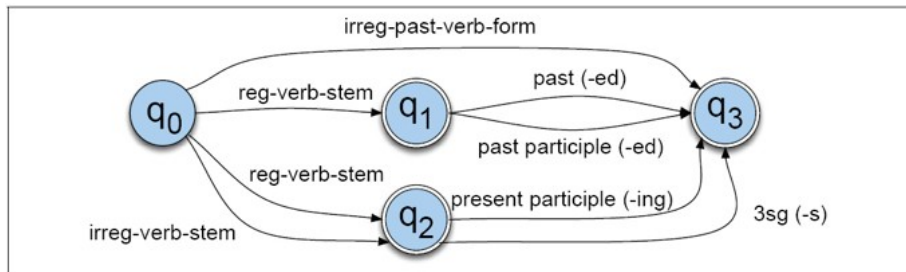 irreg-past-verb-form
reg-verb-stem
past (-ed)
q0
q1
q3
past participle (-ed)
reg-verb-stem
present participle (-ing)
3sg (-s)
irreg-verb-stem
q2